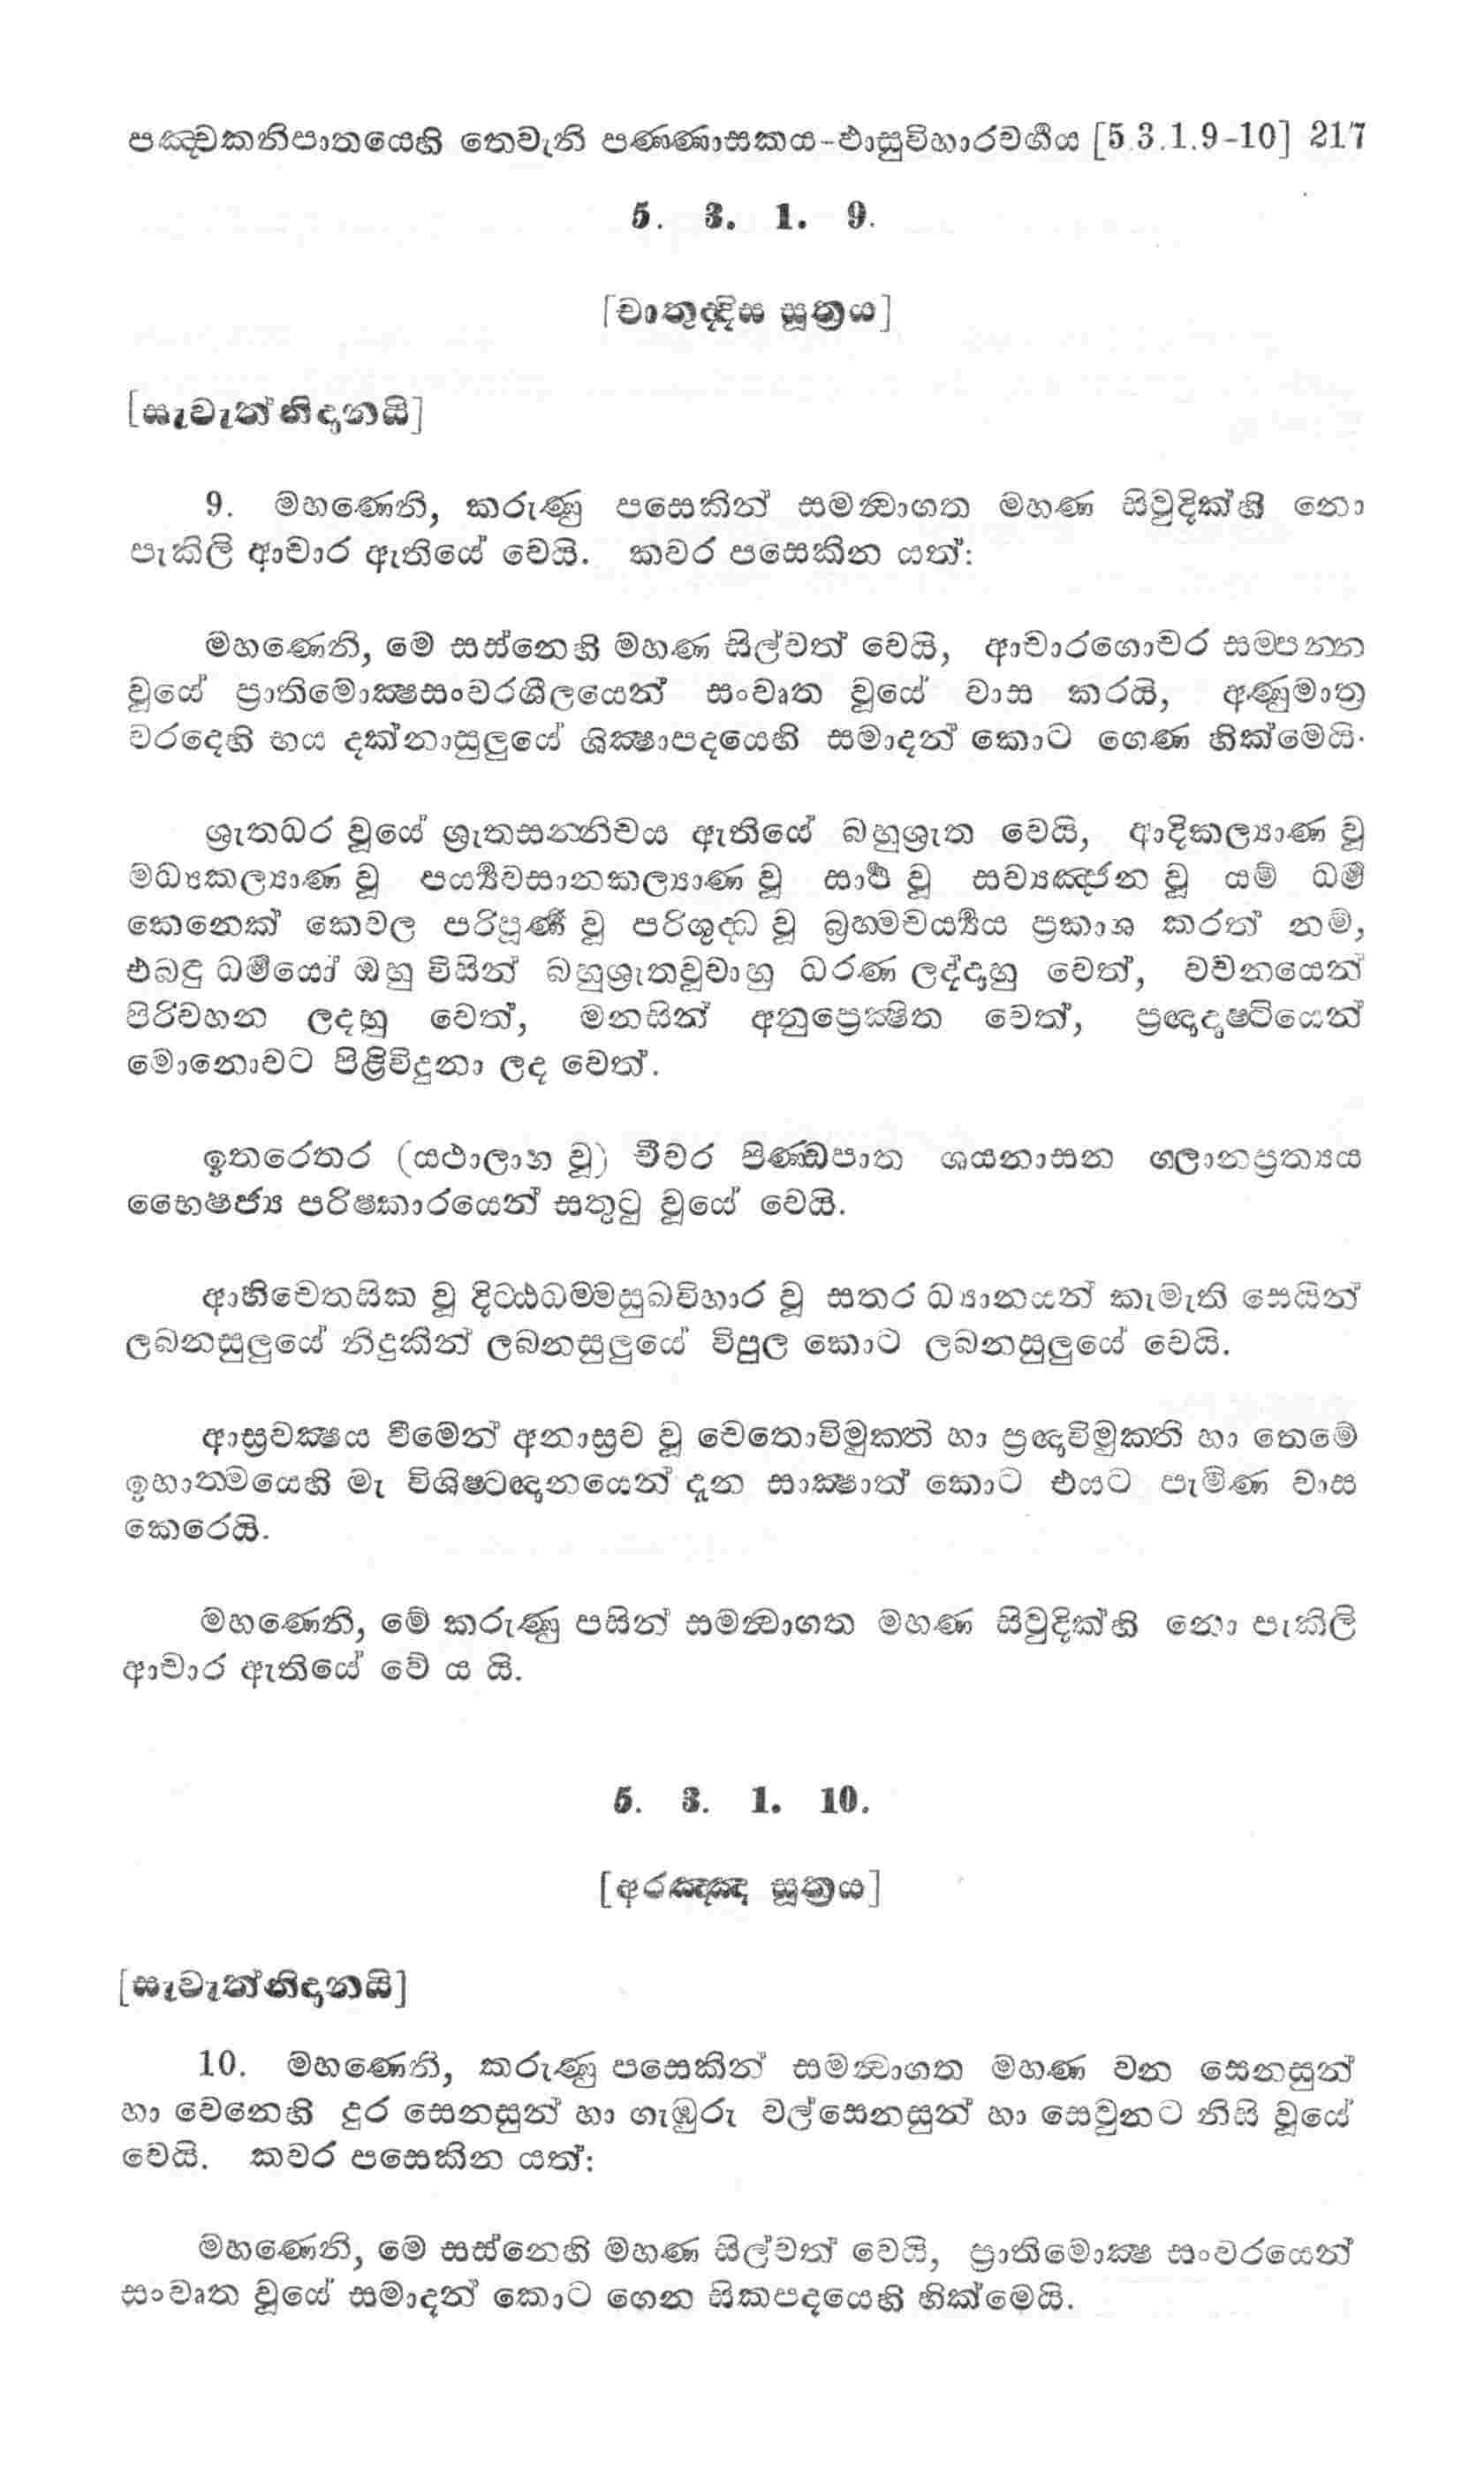 පඤ්චකනිපාතයෙහි තෙවැනි පණ්ණාසකය-ඵාසුවිහාරවර්‍ගය [5.3.1.9-10] 217
5. 3. 1. 9.
[චාතුද්දිස සූත්‍රය]
[සැවැත්නිදානයි]
9. මහණෙනි, කරුණු පසෙකින් සමන්‍වාගත මහණ සිවුදික්හි නො
පැකිලි ආචාර ඇතියේ වෙයි. කවර පසෙකින යත්:
මහණෙනි, මෙ සස්නෙහි මහණ සිල්වත් වෙයි, ආචාරගොචර සම්පන්න
වූයේ ප්‍රාතිමොක්‍ෂසංවරශීලයෙන් සංවෘත වූයේ වාස කරයි, අණුමාත්‍ර
වරදෙහි භය දක්නාසුලුයේ ශික්‍ෂාපදයෙහි සමාදන් කොට ගෙණ හික්මෙයි.
ශ්‍රැතධර වූයේ ශ්‍රැතසන්නිචය ඇතියේ බහුශ්‍රැත වෙයි, ආදිකල්‍යාණ වූ
මධ්‍යකල්‍යාණ වූ පර්‍ය්‍යවසානකල්‍යාණ වූ සාර්‍ථ වූ සව්‍යඤ්ජන වූ යම් ධර්‍ම
කෙනෙක් කෙවල පරිපූර්‍ණ වූ පරිශුද්ධ වූ බ්‍රහ්මචර්‍ය්‍යය ප්‍රකාශ කරත් නම්,
එබඳු ධර්‍මයෝ ඔහු විසින් බහුශ්‍රැතවූවාහු ධරණ ලද්දාහු වෙත්, වචනයෙන්
පිරිවහන ලදහු වෙත්, මනසින් අනුප්‍රෙක්‍ෂිත වෙත්, ප්‍රඥාදෘෂ්ටියෙන්
මොනොවට පිළිවිදුනා ලද වෙත්.
ඉතරෙතර (යථාලාභ වූ) චීවර පිණ්ඩපාත ශයනාසන ගලානප්‍රත්‍යය
භෛෂජ්‍ය පරිෂ්කාරයෙන් සතුටු වූයේ වෙයි.
ආභිචෙතසික වූ දිට්ඨධම්මසුඛවිහාර වූ සතර ධ්‍යානයන් කැමැති සෙයින්
ලබනසුලුයේ නිදුකින් ලබනසුලුයේ විපුල කොට ලබනසුලුයේ වෙයි.
ආස්‍රවක්‍ෂය වීමෙන් අනාස්‍රව වූ චෙතොවිමුක්ති හා ප්‍රඥාවිමුක්ති හා තෙමේ
ඉහාත්මයෙහි මැ විශිෂ්ටඥානයෙන් දැන සාක්‍ෂාත් කොට එයට පැමිණ වාස
කෙරෙයි.
මහණෙනි, මේ කරුණු පසින් සමන්‍වාගත මහණ සිවුදික්හි නො පැකිලි
ආචාර ඇතියේ වේ ය යි.
5. 3. 1. 10.
[අරඤ්ඤ සූත්‍රය]
[සැවැත්නිදානයි]
10. මහණෙනි, කරුණු පසෙකින් සමන්‍වාගත මහණ වන සෙනසුන්
හා වෙනෙහි දුර සෙනසුන් හා ගැඹුරු වල්සෙනසුන් හා සෙවුනට නිසි වූයේ
වෙයි. කවර පසෙකින යත්:
මහණෙනි, මෙ සස්නෙහි මහණ සිල්වත් වෙයි, ප්‍රාතිමොක්‍ෂ සංවරයෙන්
සංවෘත වූයේ සමාදන් කොට ගෙන සිකපදයෙහි හික්මෙයි.